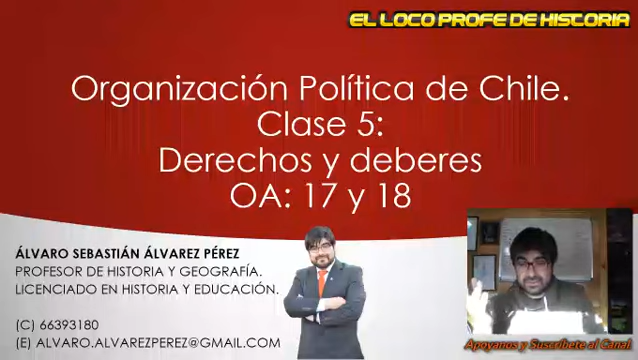 EL LOCO PROFE DE HISTORIA
Organización Política de Chile.
Clase 5:
Derechos y deberes
OA: 17 y 18
ÁLVARO SEBASTIÁN ÁLVAREZ PÉREZ
PROFESOR DE HISTORIA Y GEOGRAFÍA.
LICENCIADO EN HISTORIA Y EDUCACIÓN.
(C) 66393180
(E) ALVARO.ALVAREZPEREZ@GMAIL.COM
Apoyanos y Suscribete al Canal.